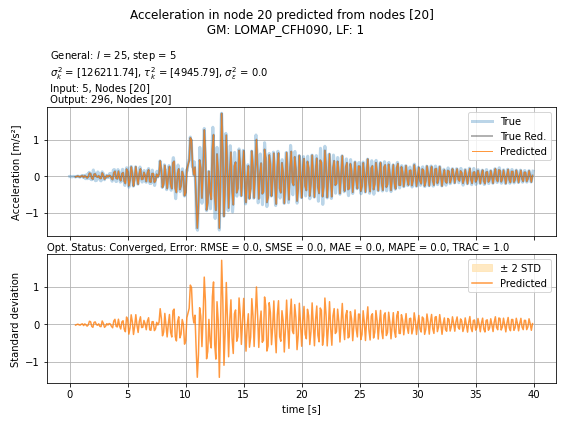 Acceleration in node 20 predicted from nodes [20]
GM: LOMAP_CFH090, LF: 1
General: l = 25, step = 5
σ²ₖ = [126211.74], τ²ₖ = [4945.79], σ²ε = 0.0
Input: 5, Nodes [20]
Output: 296, Nodes [20]
Acceleration [m/s²]
1
0
−1
True
True Red.
Predicted
Opt. Status: Converged, Error: RMSE = 0.0, SMSE = 0.0, MAE = 0.0, MAPE = 0.0, TRAC = 1.0
Standard deviation
1
0
−1
± 2 STD
Predicted
0 5 10 15 20 25 30 35 40
time [s]